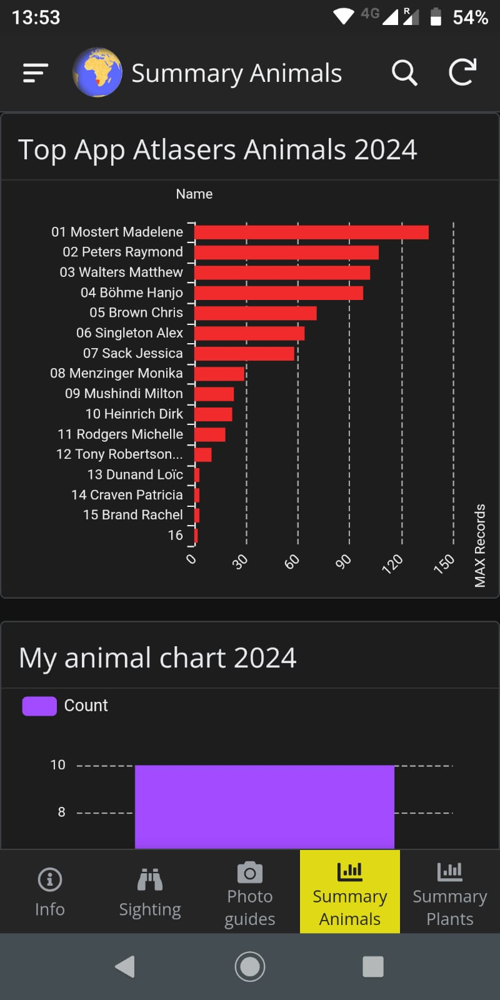 13:53
4G
R
54%
Summary Animals
Top App Atlasers Animals 2024
Name
01 Mostert Madelene
02 Peters Raymond
03 Walters Matthew
04 Böhme Hanjo
05 Brown Chris
06 Singleton Alex
07 Sack Jessica
08 Menzinger Monika
09 Mushindi Milton
10 Heinrich Dirk
11 Rodgers Michelle
12 Tony Robertson...
13 Dunand Loïc
14 Craven Patricia
15 Brand Rachel
16
0 30 60 90 120 150
MAX Records
My animal chart 2024
Count
10
8
Info
Sighting
Photo
guides
Summary
Animals
Summary
Plants